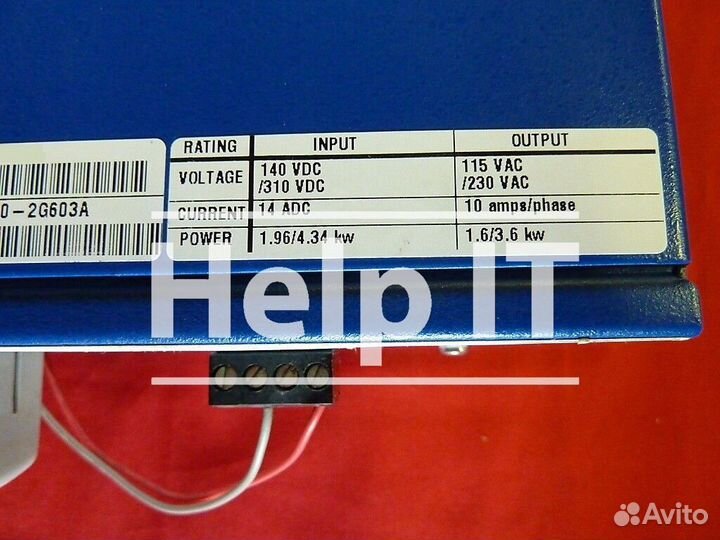 RATING INPUT OUTPUT
VOLTAGE 140 VDC 115 VAC
/310 VDC /230 VAC
0-2G603A
CURRENT 14 ADC 10 amps/phase
POWER 1.96/4.34 kw 1.6/3.6 kw
Help IT
Avito